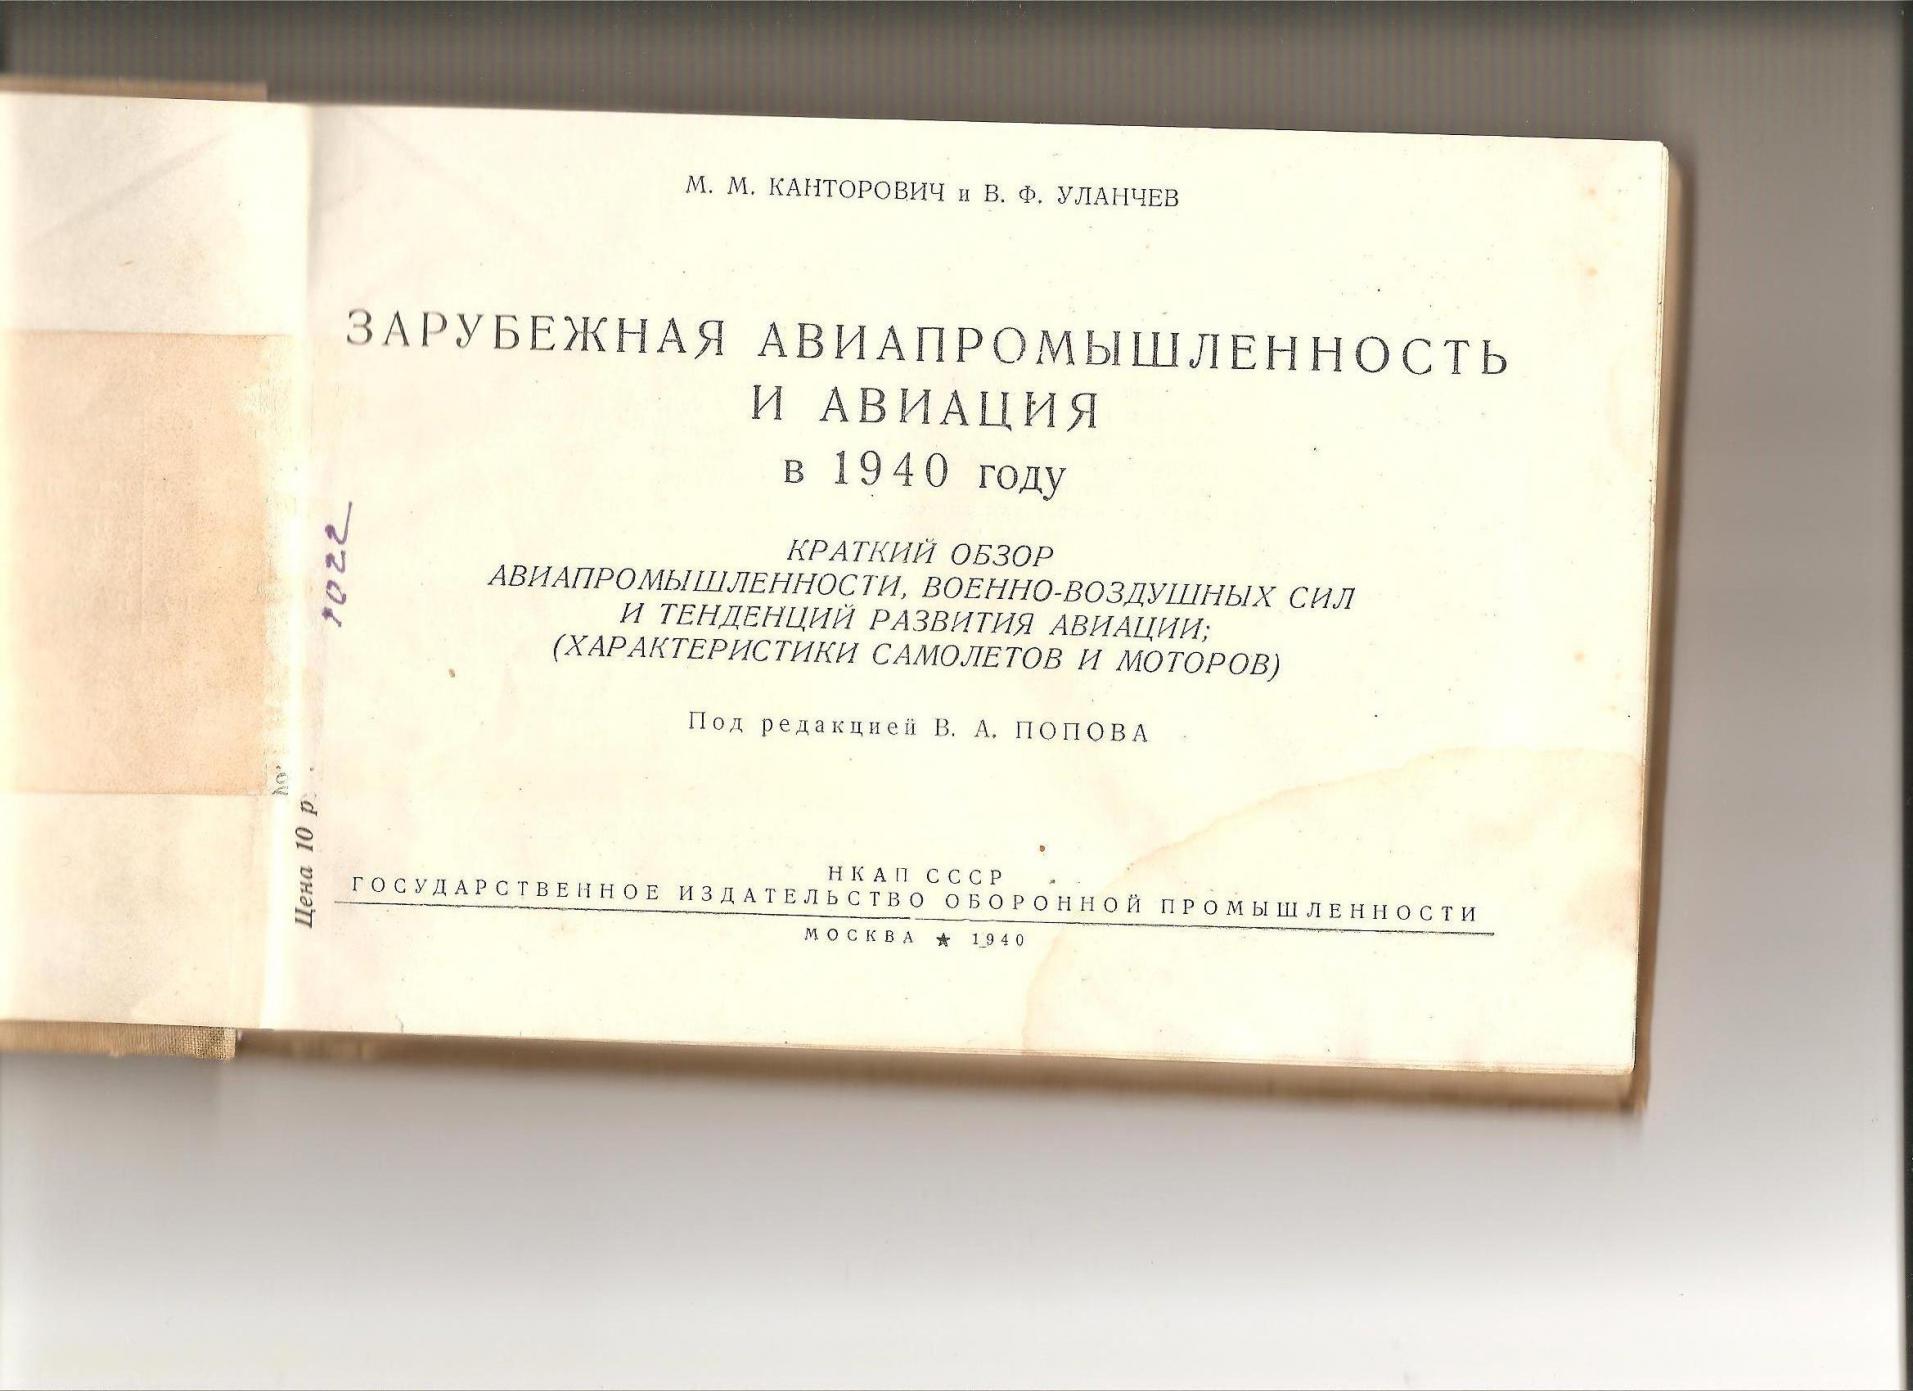 М. М. КАНТОРОВИЧ и В. Ф. УЛАНЧЕВ
ЗАРУБЕЖНАЯ АВИАПРОМЫШЛЕННОСТЬ
И АВИАЦИЯ
в 1940 году
КРАТКИЙ ОБЗОР
АВИАПРОМЫШЛЕННОСТИ, ВОЕННО-ВОЗДУШНЫХ СИЛ
И ТЕНДЕНЦИЙ РАЗВИТИЯ АВИАЦИИ;
(ХАРАКТЕРИСТИКИ САМОЛЕТОВ И МОТОРОВ)
Под редакцией В. А. ПОПОВА
НКАП СССР
ГОСУДАРСТВЕННОЕ ИЗДАТЕЛЬСТВО ОБОРОННОЙ ПРОМЫШЛЕННОСТИ
МОСКВА ★ 1940
Цена 10 р